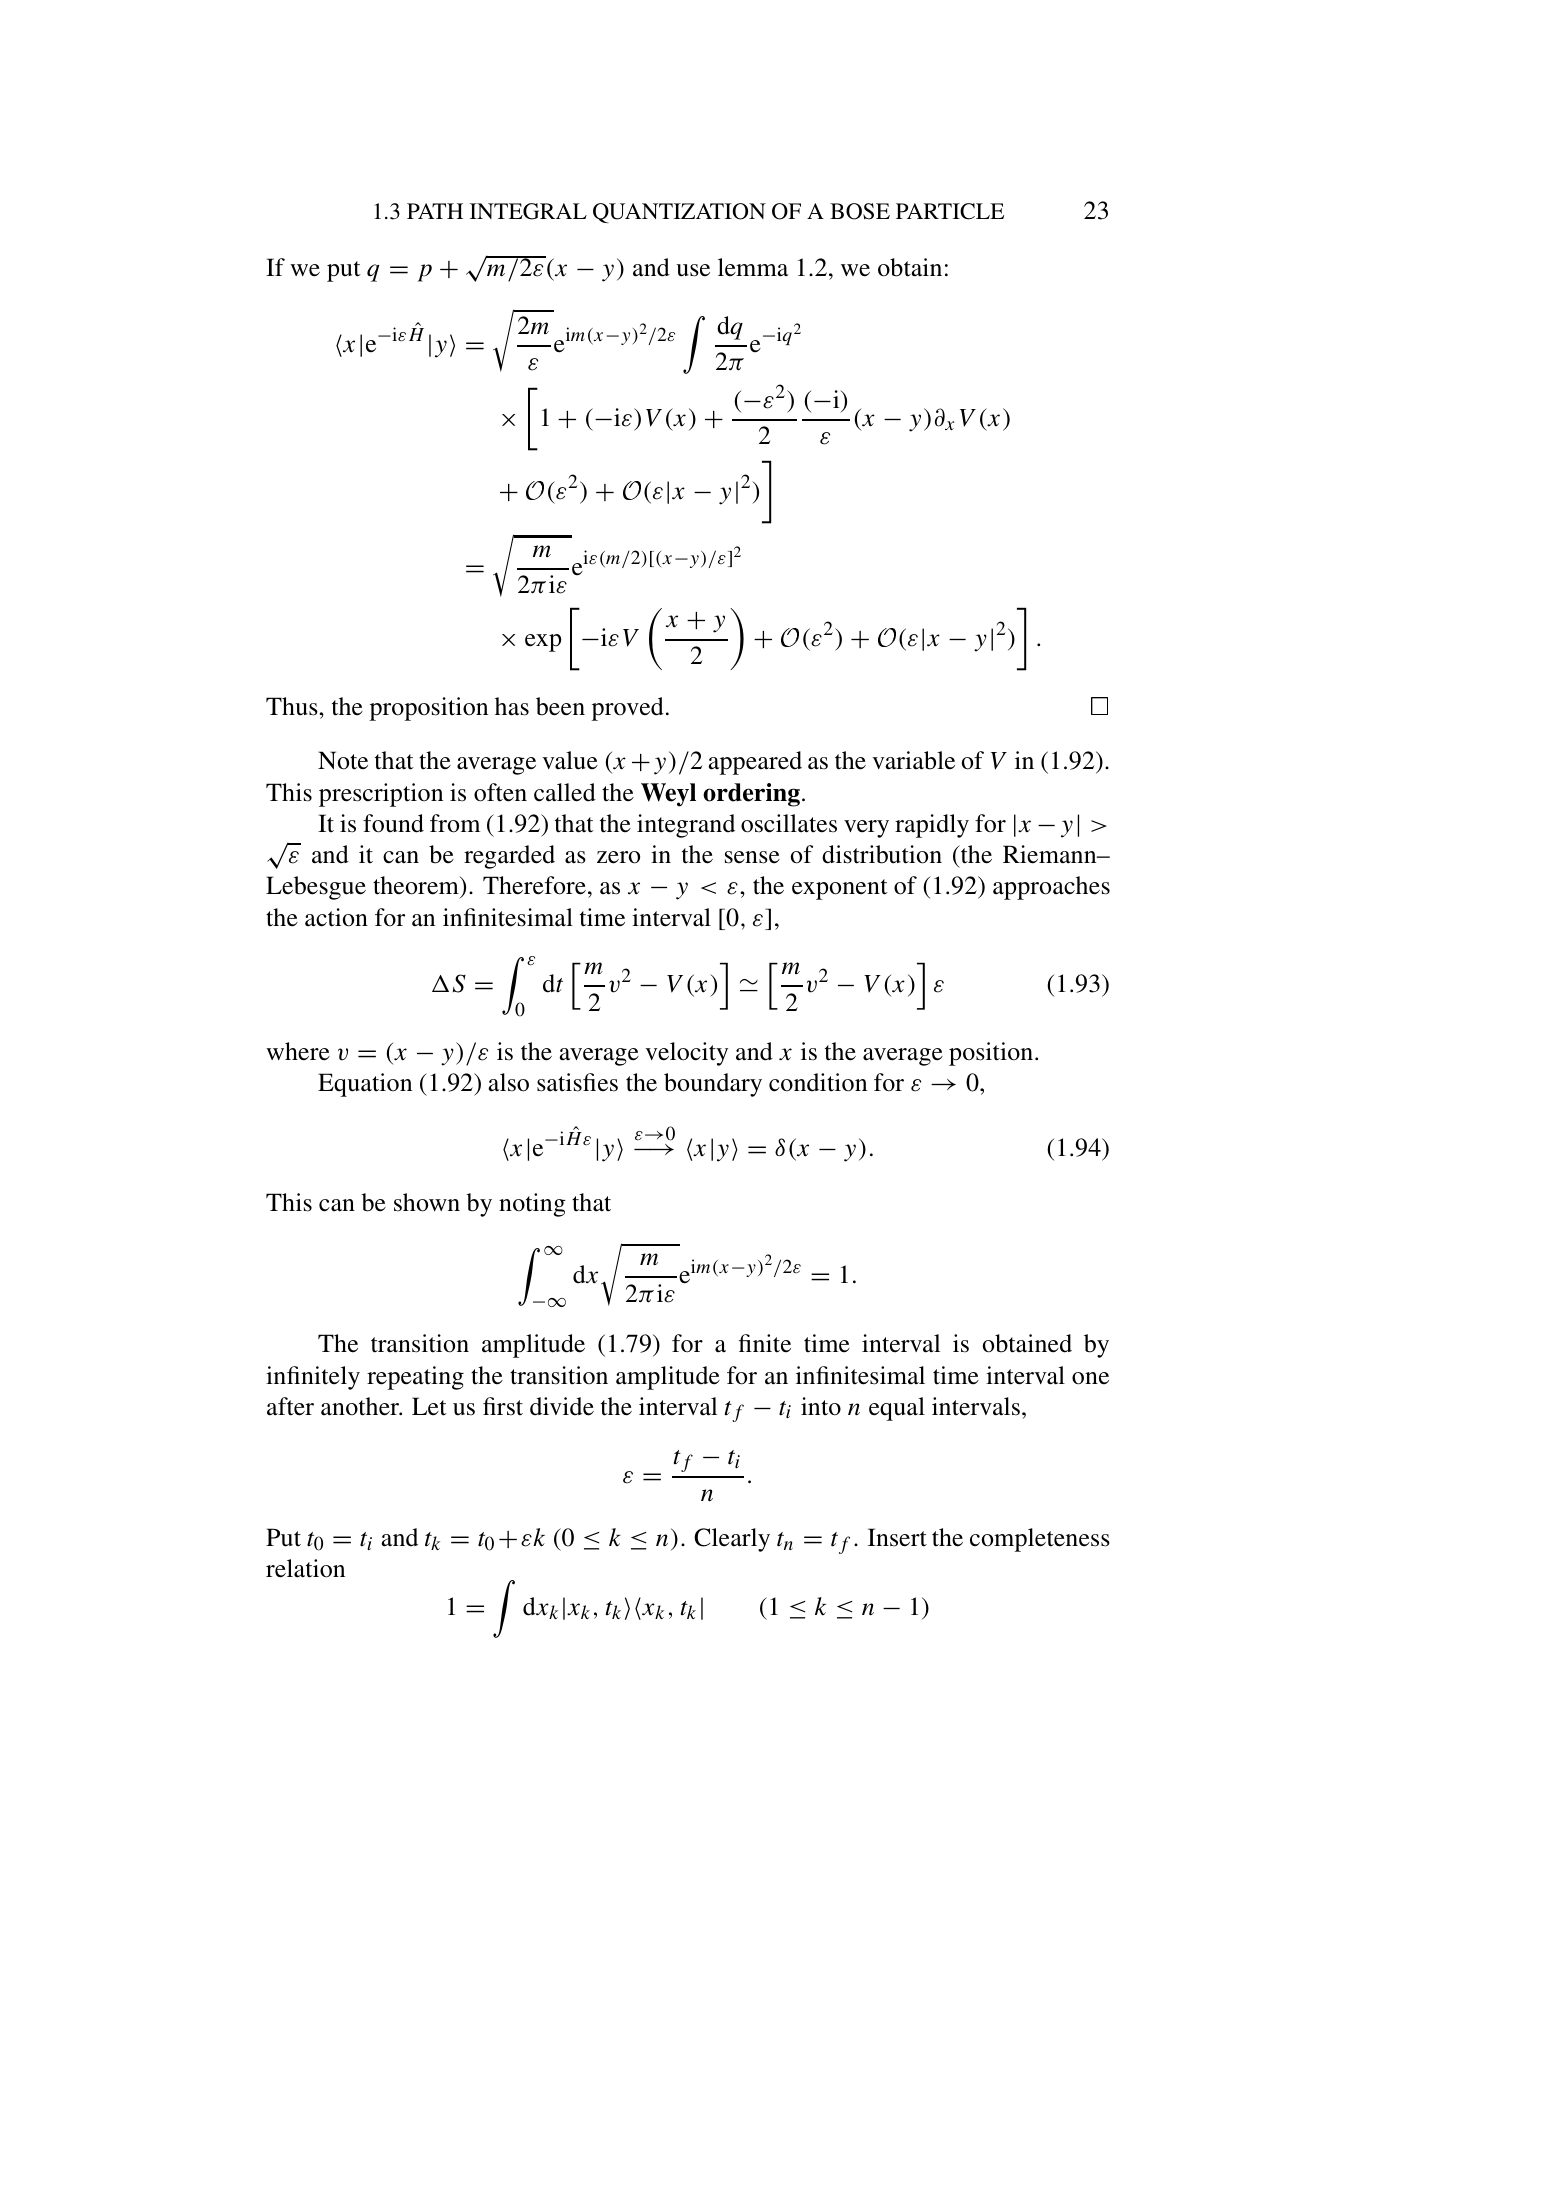 1.3 PATH INTEGRAL QUANTIZATION OF A BOSE PARTICLE 23
If we put q = p + √m/2ε(x − y) and use lemma 1.2, we obtain:
⟨x|e^{−iεĤ}|y⟩ = √(2m/ε) e^{im(x−y)²/2ε} ∫ dq/2π e^{−iq²}
× [1 + (−iε)V(x) + (−ε²)/2 (−i)/ε (x − y)∂ₓV(x)
+ 𝒪(ε²) + 𝒪(ε|x − y|²)]
= √(m/2πiε) e^{iε(m/2)[(x−y)/ε]²}
× exp[−iεV((x + y)/2) + 𝒪(ε²) + 𝒪(ε|x − y|²)].
Thus, the proposition has been proved. □
Note that the average value (x + y)/2 appeared as the variable of V in (1.92).
This prescription is often called the Weyl ordering.
It is found from (1.92) that the integrand oscillates very rapidly for |x − y| >
√ε and it can be regarded as zero in the sense of distribution (the Riemann–
Lebesgue theorem). Therefore, as x − y < ε, the exponent of (1.92) approaches
the action for an infinitesimal time interval [0, ε],
ΔS = ∫_0^ε dt [m/2 v² − V(x)] ≃ [m/2 v² − V(x)] ε (1.93)
where v = (x − y)/ε is the average velocity and x is the average position.
Equation (1.92) also satisfies the boundary condition for ε → 0,
⟨x|e^{−iĤε}|y⟩ \xrightarrow{ε→0} ⟨x|y⟩ = δ(x − y). (1.94)
This can be shown by noting that
∫_{−∞}^{∞} dx √(m/2πiε) e^{im(x−y)²/2ε} = 1.
The transition amplitude (1.79) for a finite time interval is obtained by
infinitely repeating the transition amplitude for an infinitesimal time interval one
after another. Let us first divide the interval t_f − t_i into n equal intervals,
ε = (t_f − t_i)/n.
Put t₀ = t_i and t_k = t₀+εk (0 ≤ k ≤ n). Clearly t_n = t_f. Insert the completeness
relation
1 = ∫ dx_k|x_k, t_k⟩⟨x_k, t_k| (1 ≤ k ≤ n − 1)